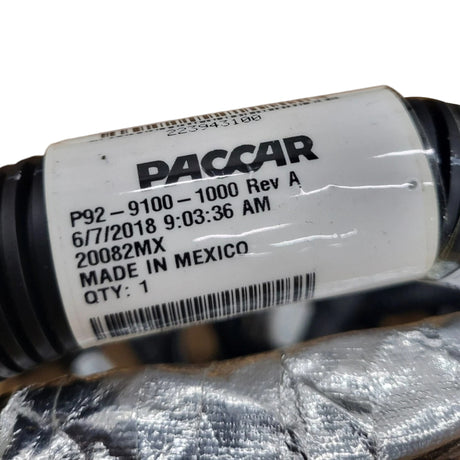 223943100
PACCAR
P92-9100-1000 Rev A
6/7/2018 9:03:36 AM
20082MX
MADE IN MEXICO
QTY: 1